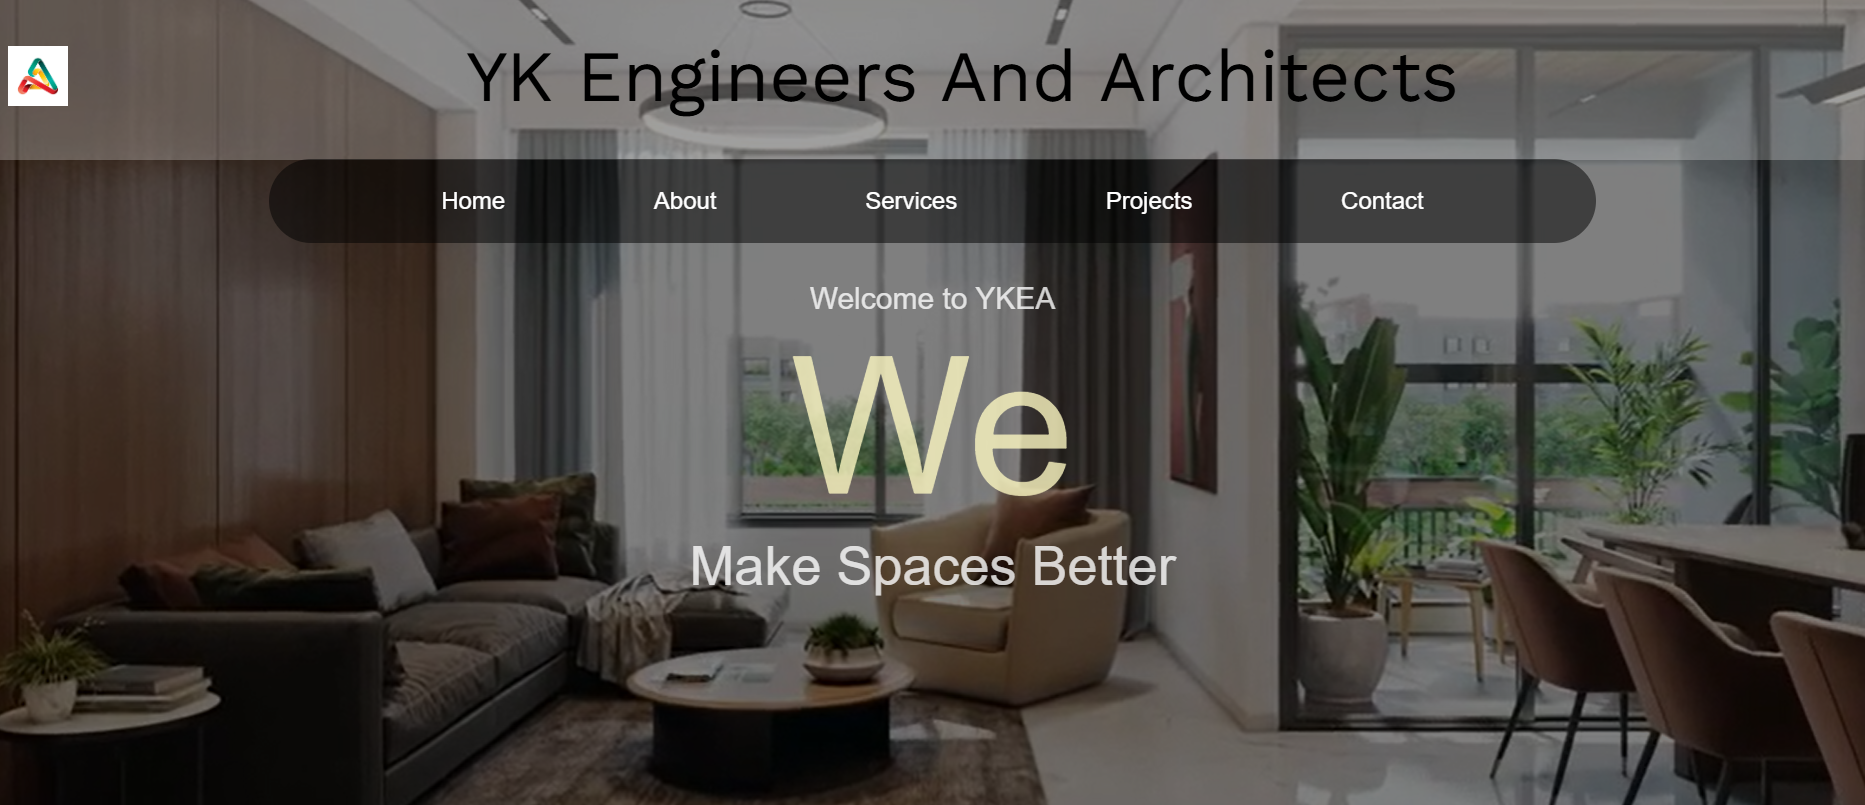 YK Engineers And Architects
Home About Services Projects Contact
Welcome to YKEA
We
Make Spaces Better